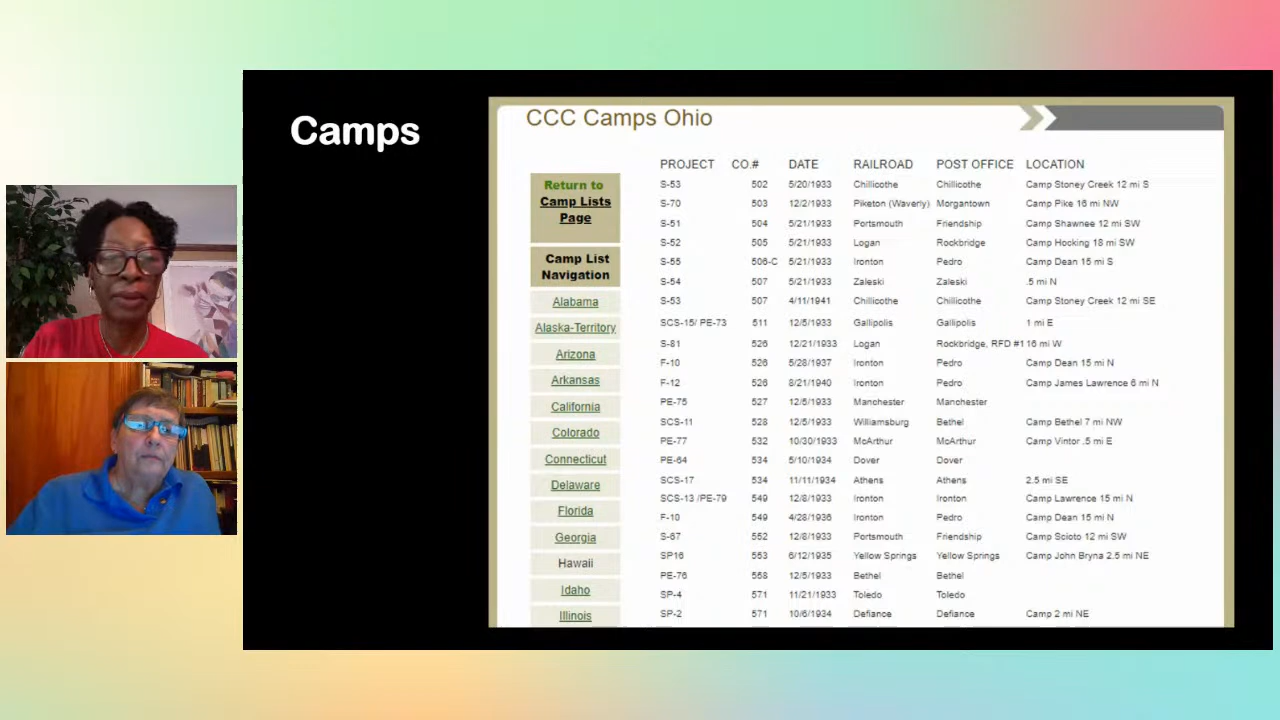 Camps
CCC Camps Ohio
Return to
Camp Lists
Page
Camp List
Navigation
Alabama
Alaska-Territory
Arizona
Arkansas
California
Colorado
Connecticut
Delaware
Florida
Georgia
Hawaii
Idaho
Illinois
PROJECT CO.# DATE RAILROAD POST OFFICE LOCATION
S-53 502 5/20/1933 Chillicothe Chillicothe Camp Stoney Creek 12 mi S
S-70 503 12/2/1933 Piketon (Waverly) Morgantown Camp Pike 16 mi NW
S-51 504 5/21/1933 Portsmouth Friendship Camp Shawnee 12 mi SW
S-52 505 5/21/1933 Logan Rockbridge Camp Hocking 18 mi SW
S-55 506-C 5/21/1933 Ironton Pedro Camp Dean 15 mi S
S-54 507 5/21/1933 Zaleski Zaleski .5 mi N
S-53 507 4/11/1941 Chillicothe Chillicothe Camp Stoney Creek 12 mi SE
SCS-15/ PE-73 511 12/5/1933 Gallipolis Gallipolis 1 mi E
S-81 526 12/21/1933 Logan Rockbridge, RFD #1 16 mi W
F-10 526 5/28/1937 Ironton Pedro Camp Dean 15 mi N
F-12 526 8/21/1940 Ironton Pedro Camp James Lawrence 6 mi N
PE-75 527 12/5/1933 Manchester Manchester
SCS-11 528 12/5/1933 Williamsburg Bethel Camp Bethel 7 mi NW
PE-77 532 10/30/1933 McArthur McArthur Camp Vintor .5 mi E
PE-64 534 5/10/1934 Dover Dover
SCS-17 534 11/11/1934 Athens Athens 2.5 mi SE
SCS-13 /PE-79 549 12/8/1933 Ironton Ironton Camp Lawrence 15 mi N
F-10 549 4/28/1936 Ironton Pedro Camp Dean 15 mi N
S-67 552 12/8/1933 Portsmouth Friendship Camp Scioto 12 mi SW
SP16 553 6/12/1935 Yellow Springs Yellow Springs Camp John Bryna 2.5 mi NE
PE-76 558 12/5/1933 Bethel Bethel
SP-4 571 11/21/1933 Toledo Toledo
SP-2 571 10/6/1934 Defiance Defiance Camp 2 mi NE